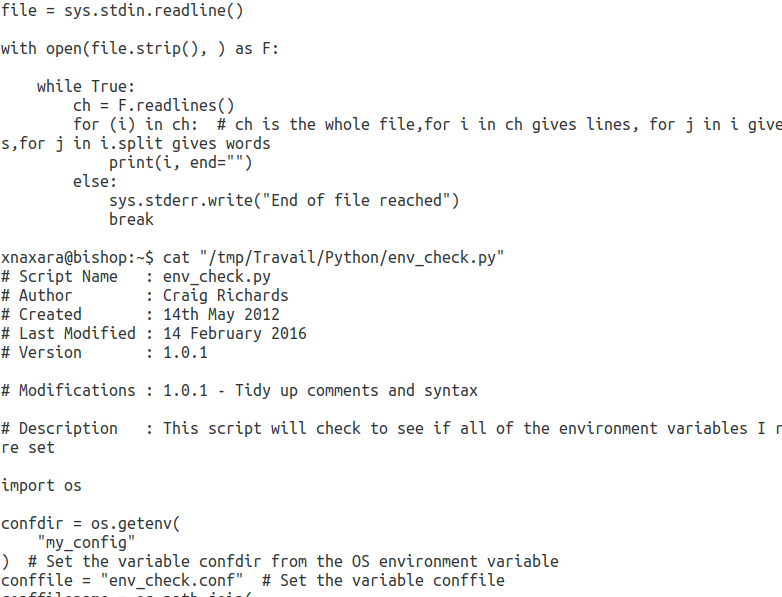 file = sys.stdin.readline()

with open(file.strip(), ) as F:

    while True:
        ch = F.readlines()
        for (i) in ch:  # ch is the whole file,for i in ch gives lines, for j in i give
s,for j in i.split gives words
            print(i, end="")
        else:
            sys.stderr.write("End of file reached")
            break

xnaxara@bishop:~$ cat "/tmp/Travail/Python/env_check.py"
# Script Name   : env_check.py
# Author        : Craig Richards
# Created       : 14th May 2012
# Last Modified : 14 February 2016
# Version       : 1.0.1

# Modifications : 1.0.1 - Tidy up comments and syntax

# Description   : This script will check to see if all of the environment variables I r
re set

import os

confdir = os.getenv(
    "my_config"
)  # Set the variable confdir from the OS environment variable
conffile = "env_check.conf"  # Set the variable conffile